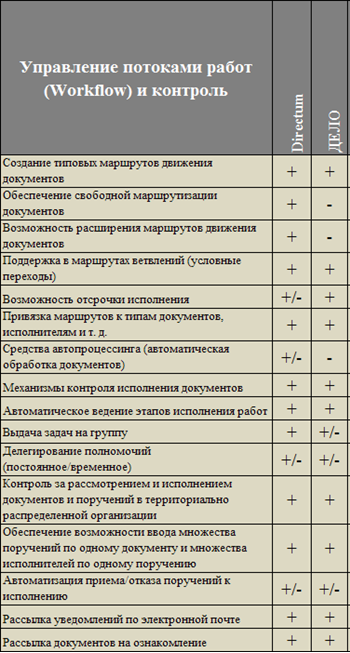 Управление потоками работ
(Workflow) и контроль
Directum
ДЕЛО
Создание типовых маршрутов движения
документов
+ +
Обеспечение свободной маршрутизации
документов
+ -
Возможность расширения маршрутов движения
документов
+ -
Поддержка в маршрутах ветвлений (условные
переходы)
+ +
Возможность отсрочки исполнения +/- +
Привязка маршрутов к типам документов,
исполнителям и т. д.
+ +
Средства автопроцессинга (автоматическая
обработка документов)
+/- -
Механизмы контроля исполнения документов + +
Автоматическое ведение этапов исполнения работ + +
Выдача задач на группу + +/-
Делегирование полномочий
(постоянное/временное)
+/- +/-
Контроль за рассмотрением и исполнением
документов и поручений в территориально
распределенной организации
+ +
Обеспечение возможности ввода множества
поручений по одному документу и множества
исполнителей по одному поручению
+ +
Автоматизация приема/отказа поручений к
исполнению
+/- +/-
Рассылка уведомлений по электронной почте + +
Рассылка документов на ознакомление + +